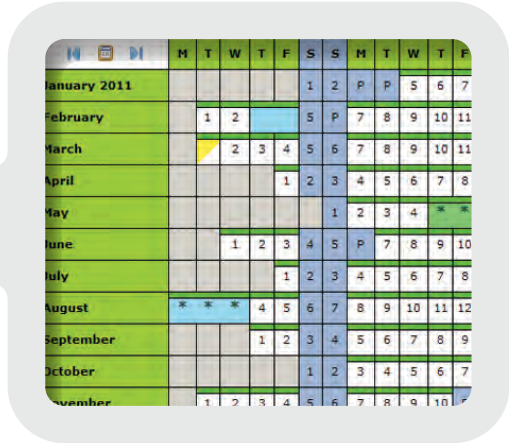 M T W T F S S M T W T F
January 2011 1 2 P P 5 6 7
February 1 2 5 P 7 8 9 10 11
March 2 3 4 5 6 7 8 9 10 11
April 1 2 3 4 5 6 7 8
May 1 2 3 4 * *
June 1 2 3 4 5 P 7 8 9 10
July 1 2 3 4 5 6 7 8
August * * * 4 5 6 7 8 9 10 11 12
September 1 2 3 4 5 6 7 8 9
October 1 2 3 4 5 6 7
November 1 2 3 4 5 6 7 8 9 10